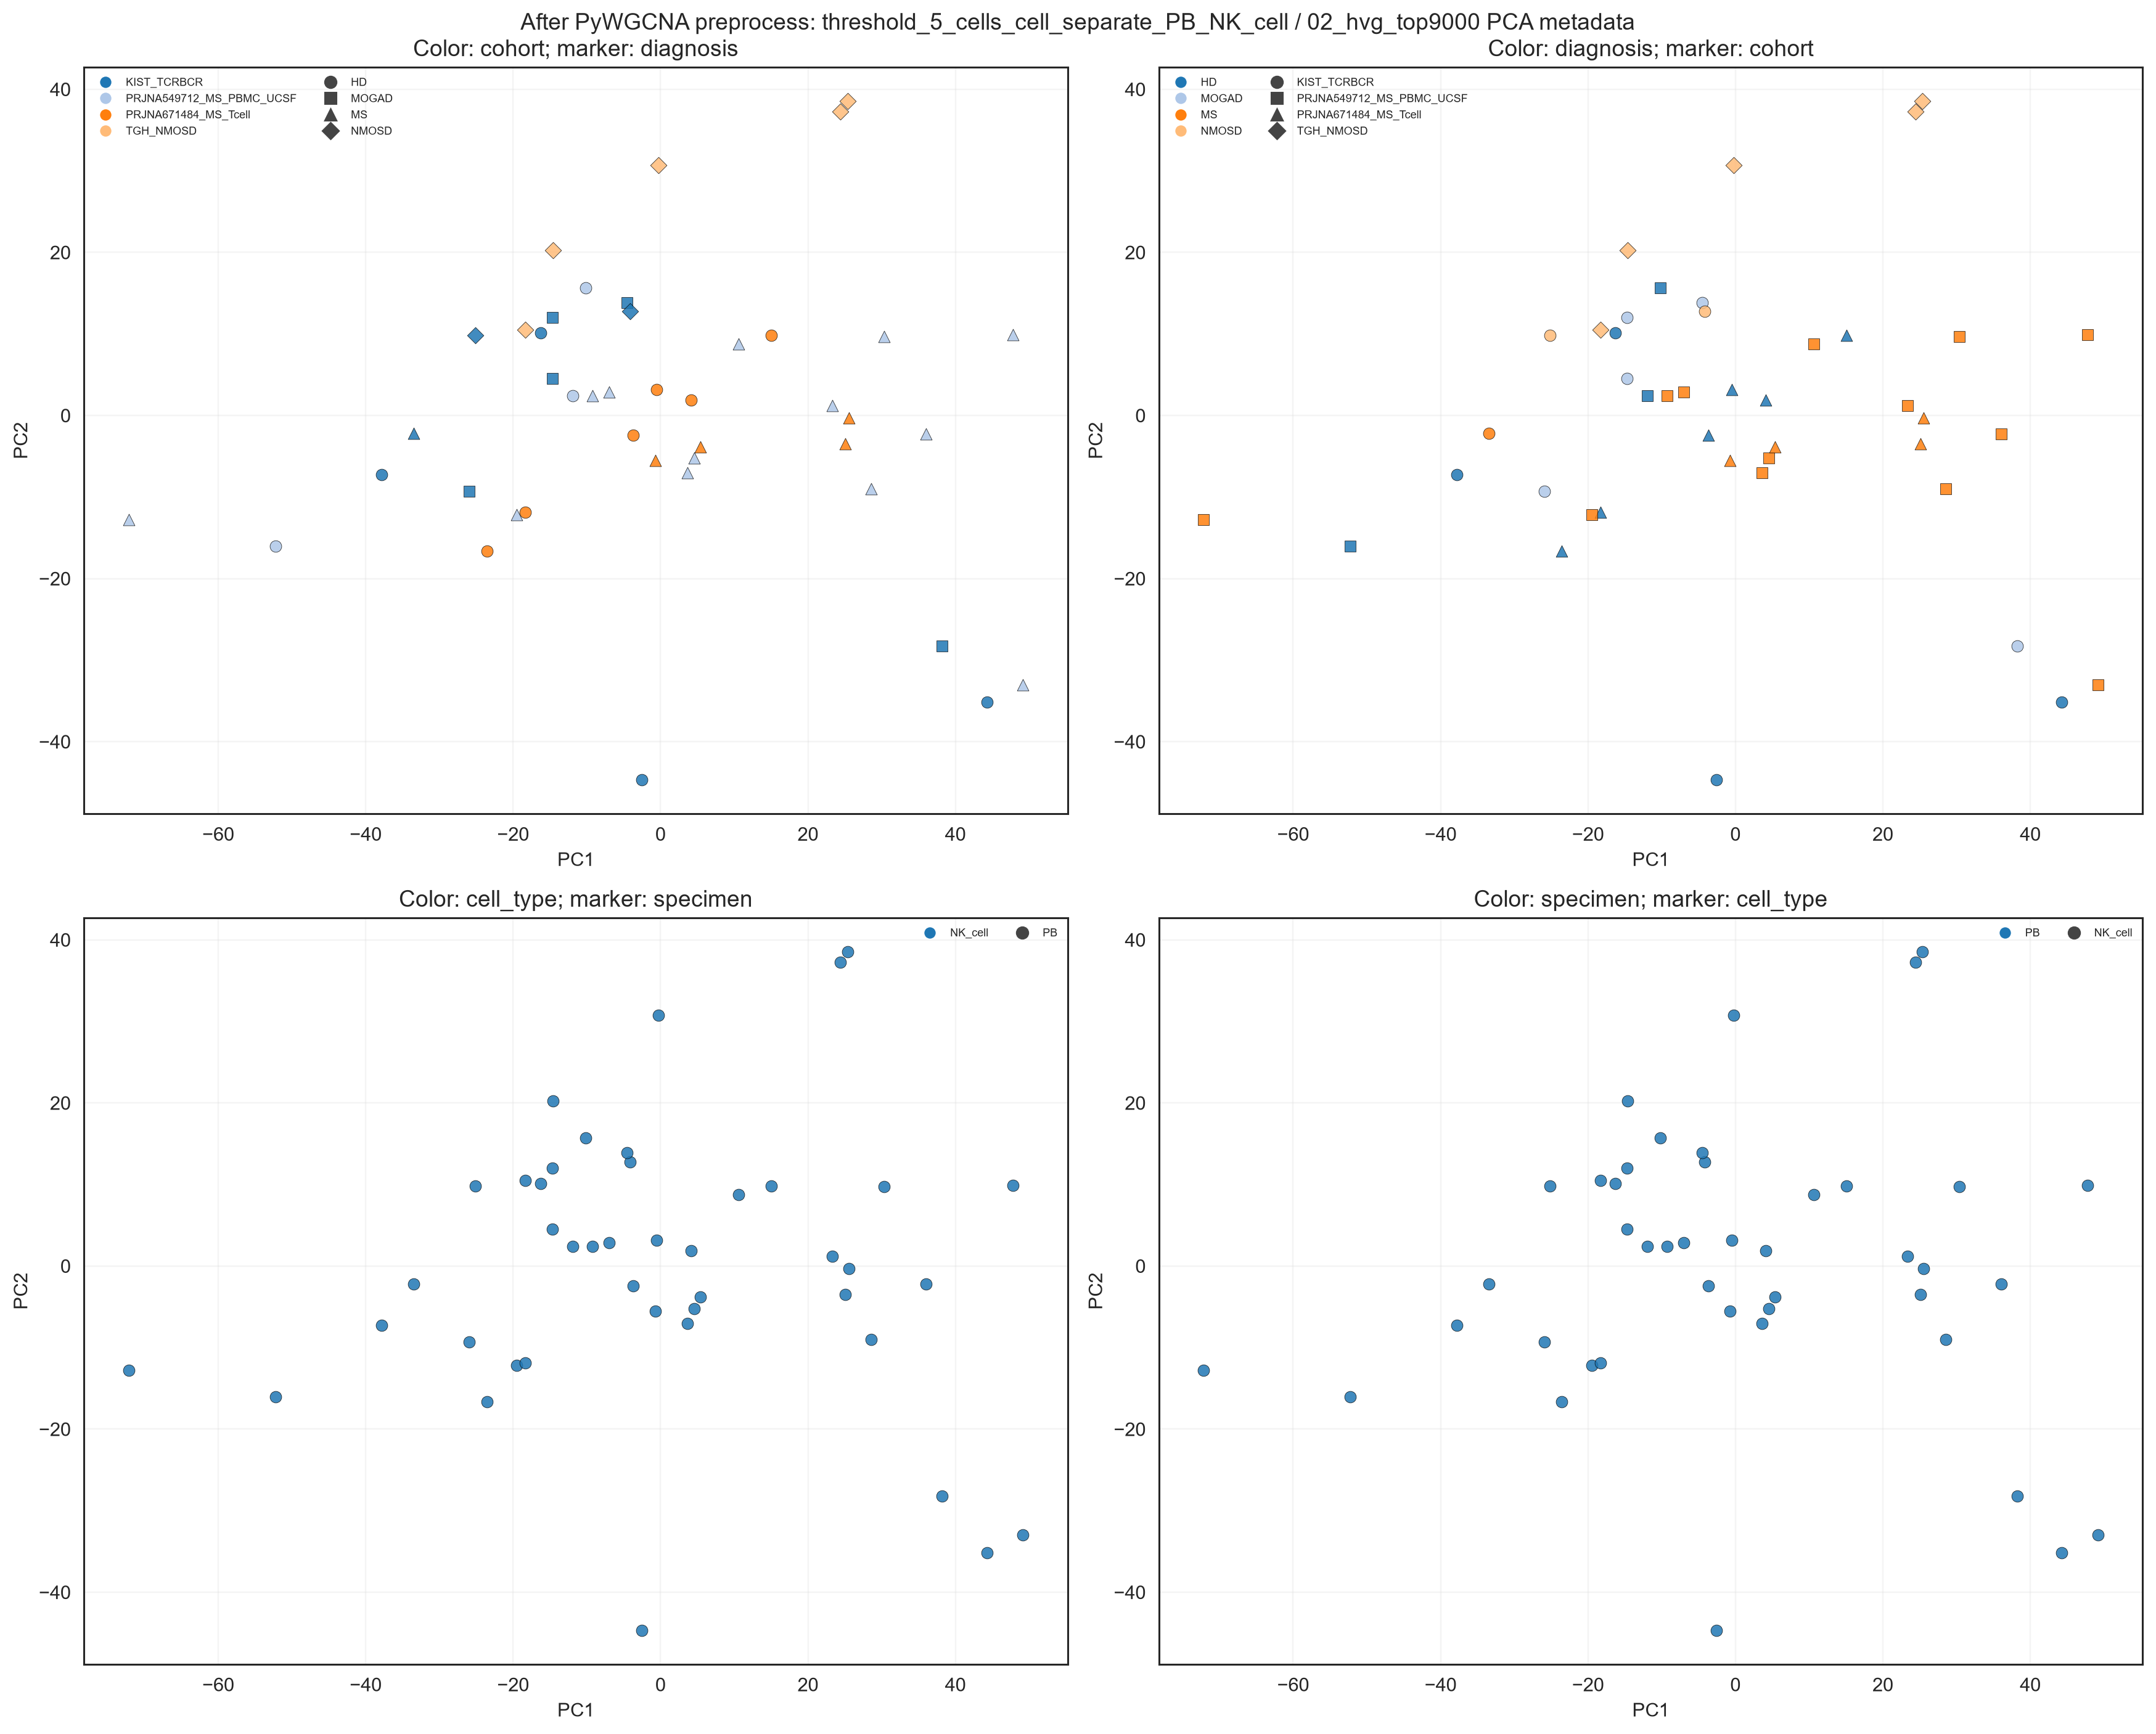 After PyWGCNA preprocess: threshold_5_cells_cell_separate_PB_NK_cell / 02_hvg_top9000 PCA metadata
Color: cohort; marker: diagnosis
KIST_TCRBCR HD
PRJNA549712_MS_PBMC_UCSF MOGAD
PRJNA671484_MS_Tcell MS
TGH_NMOSD NMOSD
40
20
0
−20
−40
PC2
−60 −40 −20 0 20 40
PC1
Color: diagnosis; marker: cohort
HD KIST_TCRBCR
MOGAD PRJNA549712_MS_PBMC_UCSF
MS PRJNA671484_MS_Tcell
NMOSD TGH_NMOSD
40
20
0
−20
−40
PC2
−60 −40 −20 0 20 40
PC1
Color: cell_type; marker: specimen
NK_cell PB
40
20
0
−20
−40
PC2
−60 −40 −20 0 20 40
PC1
Color: specimen; marker: cell_type
PB NK_cell
40
20
0
−20
−40
PC2
−60 −40 −20 0 20 40
PC1